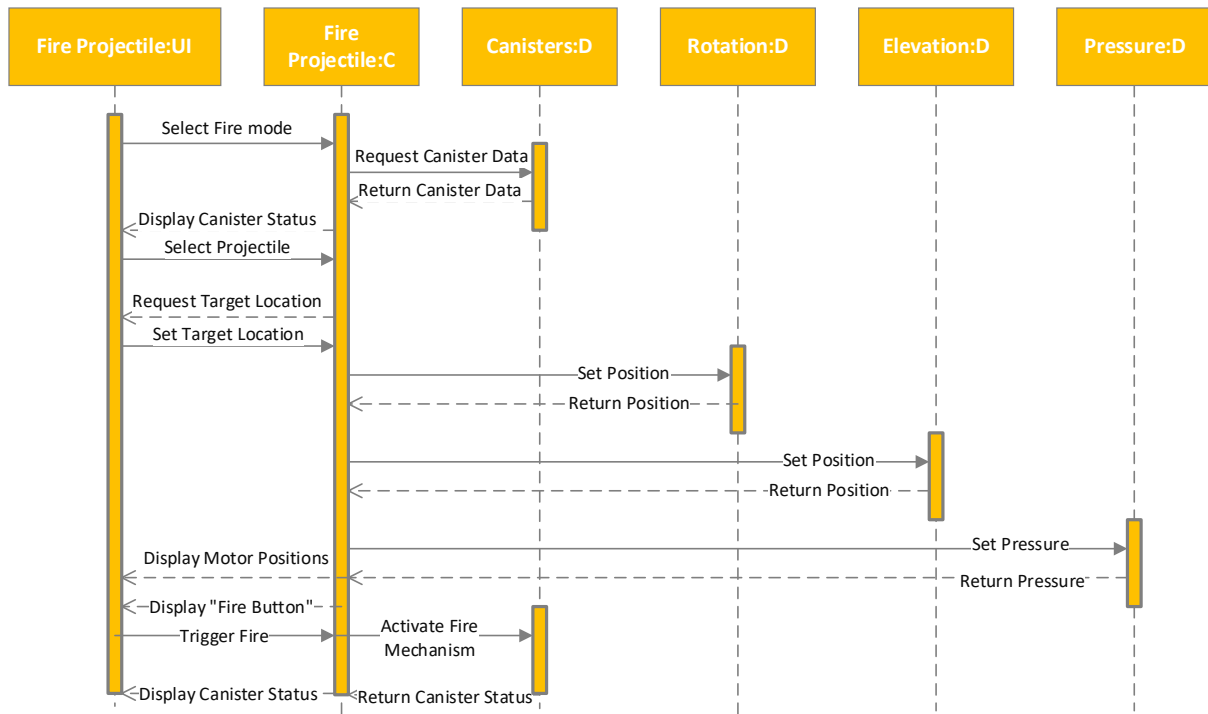 Fire Projectile:UI
Fire
Projectile:C
Canisters:D
Rotation:D
Elevation:D
Pressure:D
Select Fire mode
Request Canister Data
Return Canister Data
Display Canister Status
Select Projectile
Request Target Location
Set Target Location
Set Position
Return Position
Set Position
Return Position
Set Pressure
Display Motor Positions
Return Pressure
Display "Fire Button"
Trigger Fire
Activate Fire
Mechanism
Display Canister Status
Return Canister Status